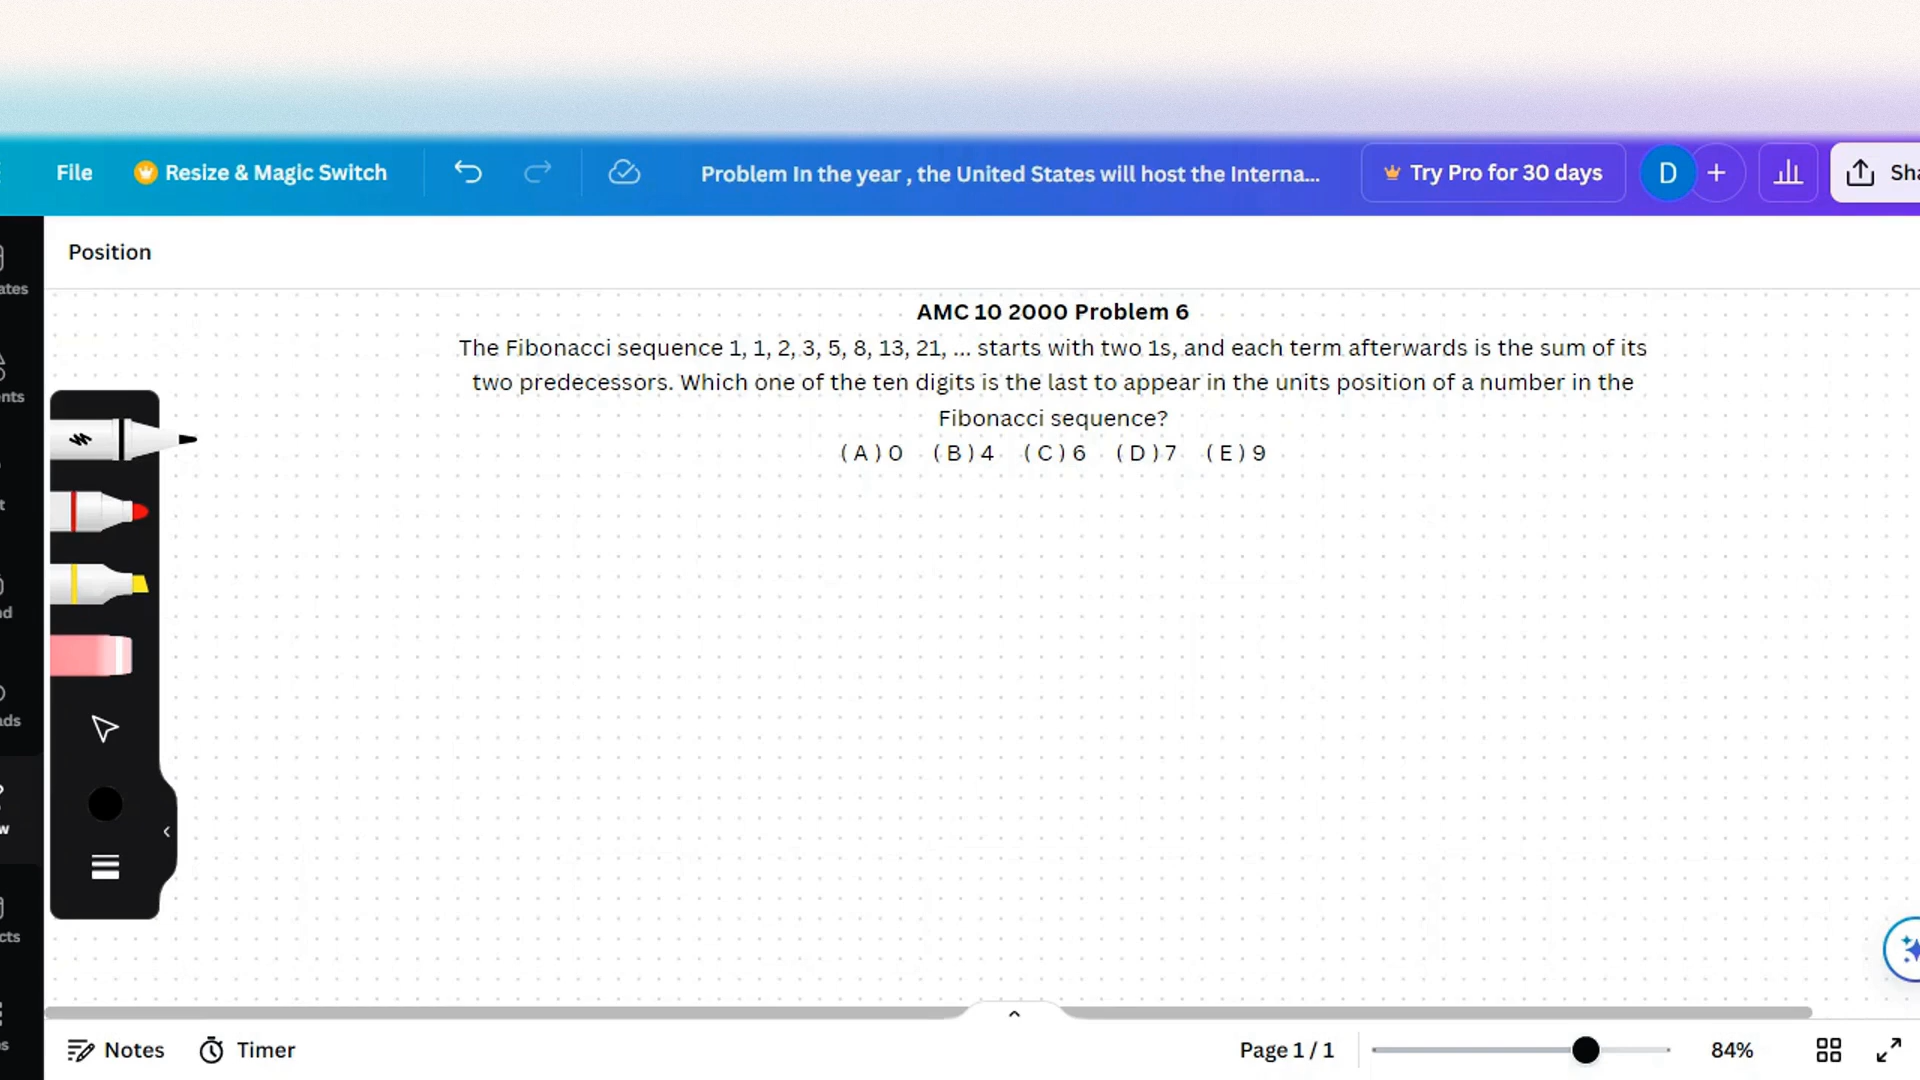 File
Resize & Magic Switch
Problem In the year , the United States will host the Interna...
Try Pro for 30 days
D
+
Position
AMC 10 2000 Problem 6
The Fibonacci sequence 1, 1, 2, 3, 5, 8, 13, 21, ... starts with two 1s, and each term afterwards is the sum of its
two predecessors. Which one of the ten digits is the last to appear in the units position of a number in the
Fibonacci sequence?
( A ) 0 ( B ) 4 ( C ) 6 ( D ) 7 ( E ) 9
Notes
Timer
Page 1 / 1
84%